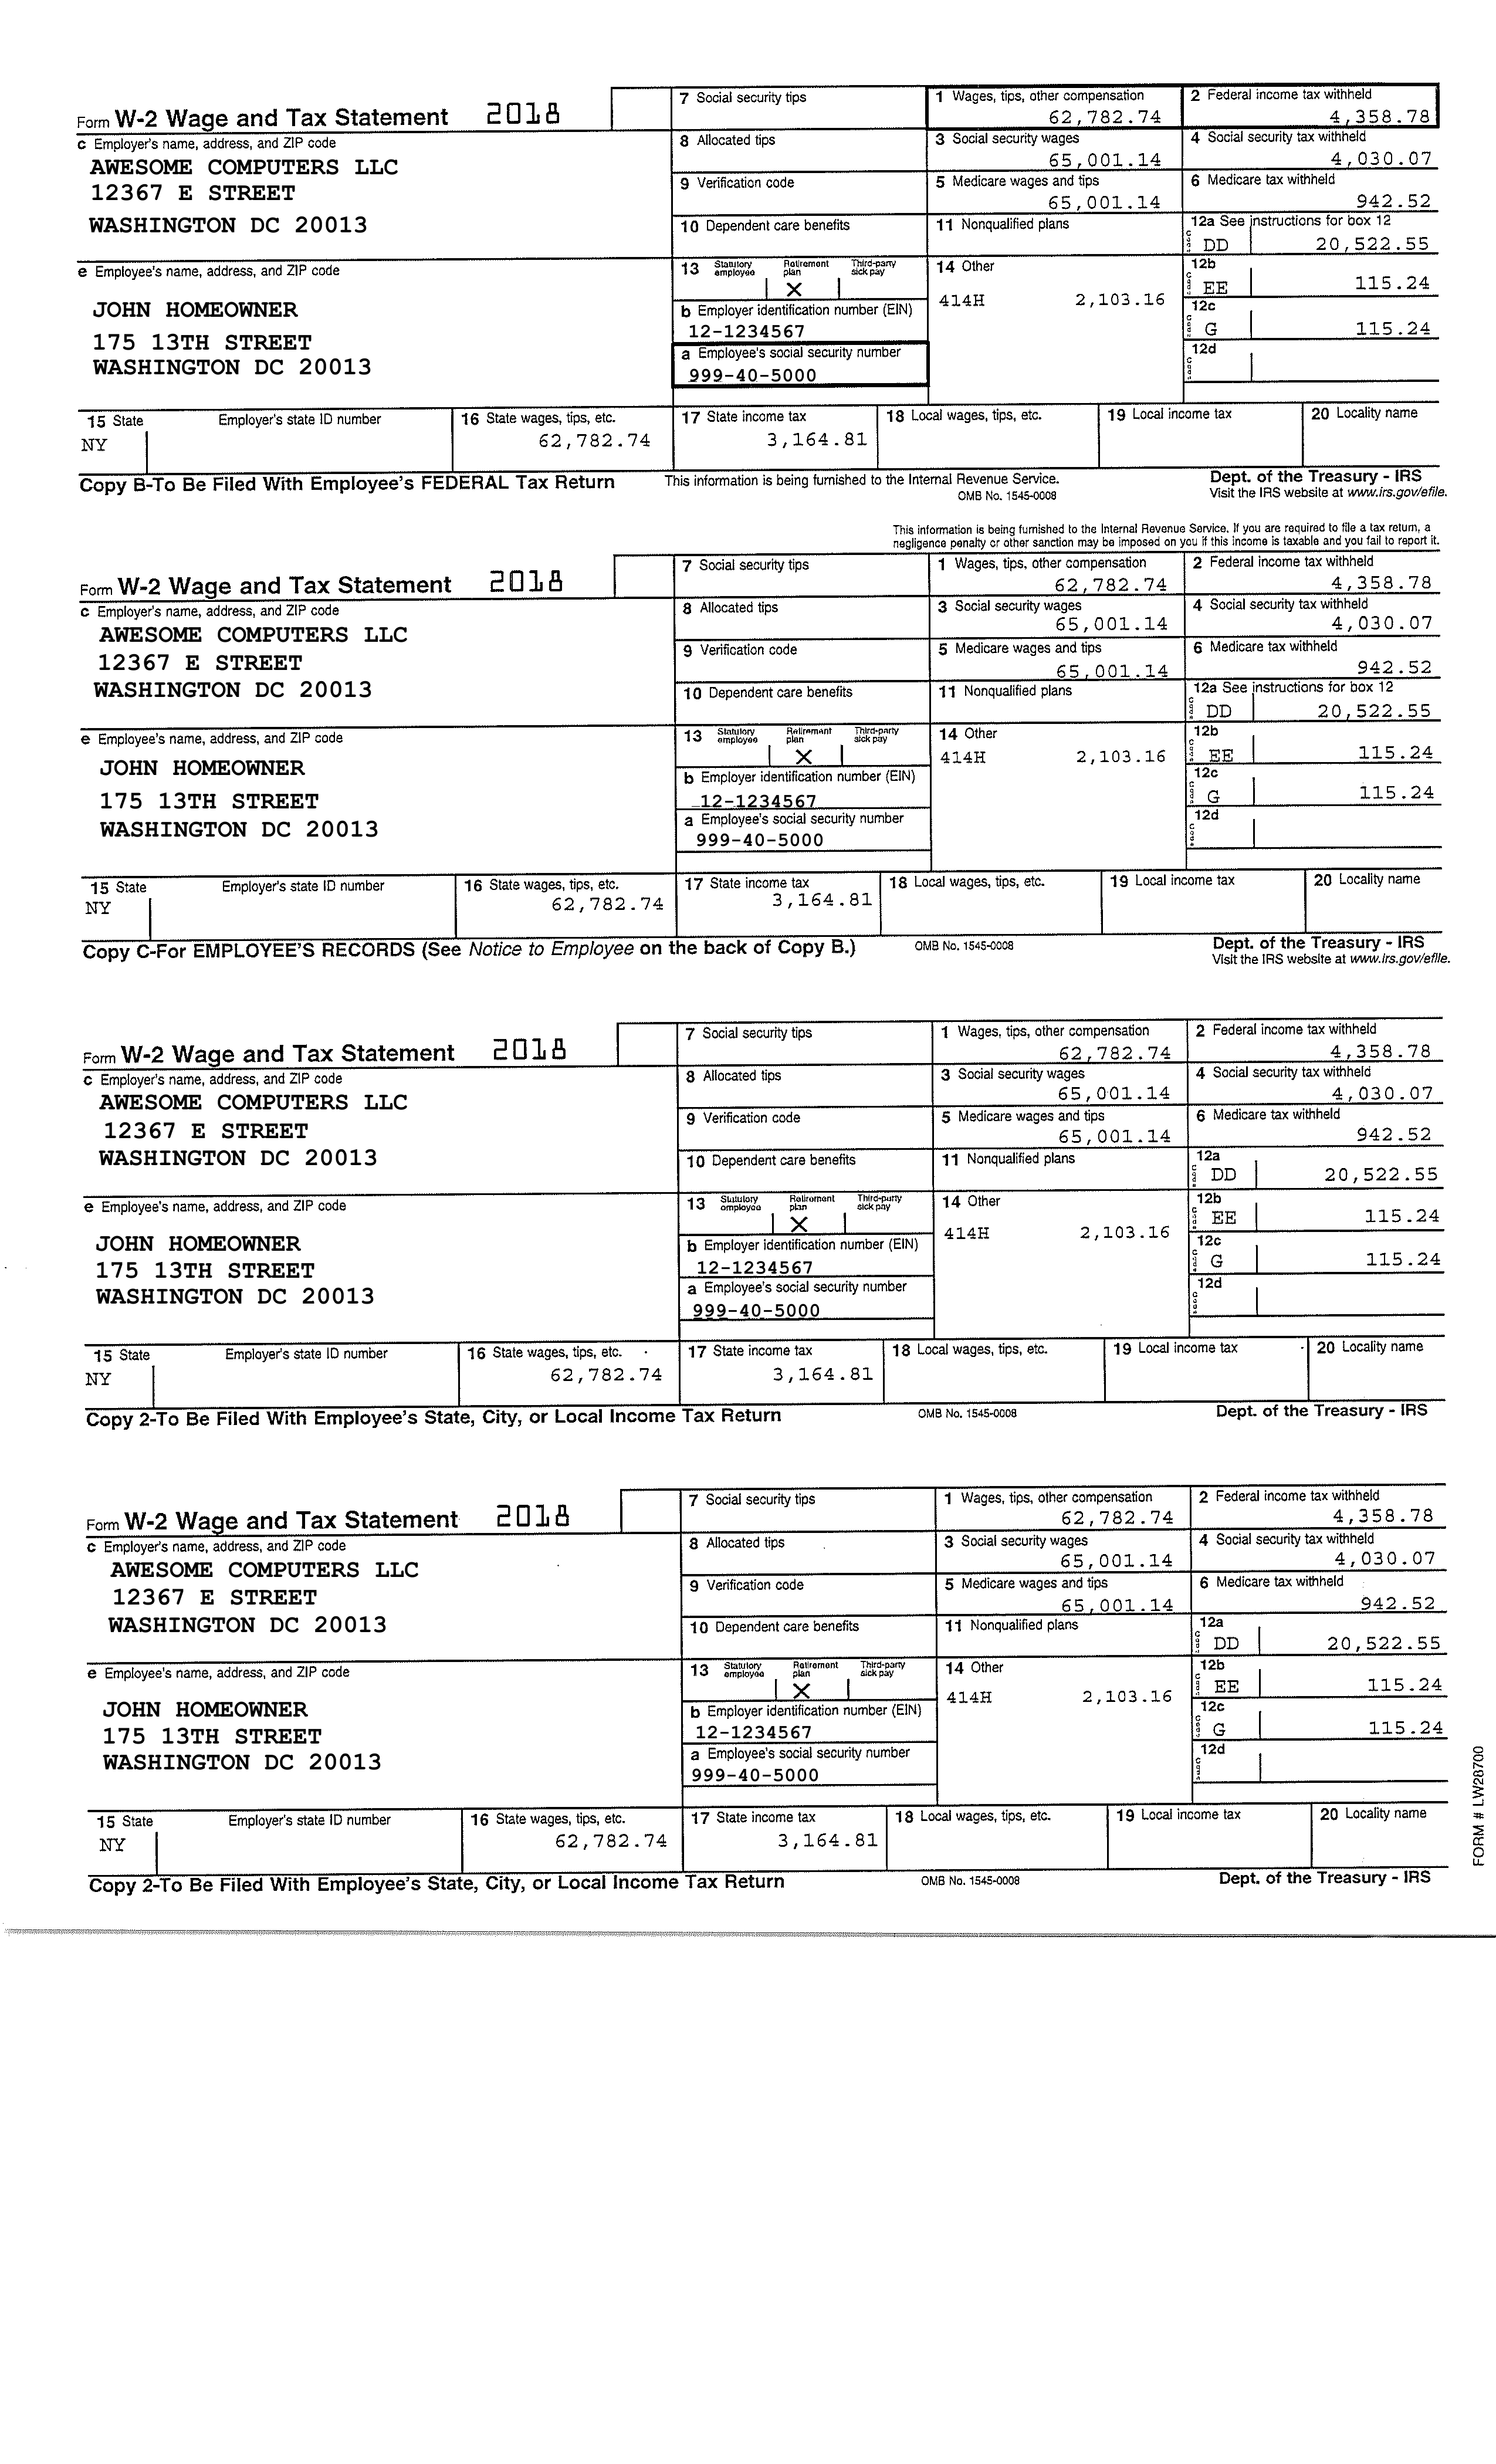 7 Social security tips 1 Wages, tips, other compensation 2 Federal income tax withheld
Form W-2 Wage and Tax Statement 2018 62,782.74 4,358.78
c Employer's name, address, and ZIP code 8 Allocated tips 3 Social security wages 4 Social security tax withheld
AWESOME COMPUTERS LLC 65,001.14 4,030.07
12367 E STREET 9 Verification code 5 Medicare wages and tips 6 Medicare tax withheld
65,001.14 942.52
WASHINGTON DC 20013 10 Dependent care benefits 11 Nonqualified plans 12a See instructions for box 12
Code DD 20,522.55
e Employee's name, address, and ZIP code 13 Statutory employee Retirement plan Third-party sick pay 14 Other 12b
X Code EE 115.24
JOHN HOMEOWNER b Employer identification number (EIN) 414H 2,103.16 12c
175 13TH STREET 12-1234567 Code G 115.24
WASHINGTON DC 20013 a Employee's social security number 12d
999-40-5000 Code
15 State Employer's state ID number 16 State wages, tips, etc. 17 State income tax 18 Local wages, tips, etc. 19 Local income tax 20 Locality name
NY 62,782.74 3,164.81
Copy B-To Be Filed With Employee's FEDERAL Tax Return This information is being furnished to the Internal Revenue Service. Dept. of the Treasury - IRS
OMB No. 1545-0008 Visit the IRS website at www.irs.gov/efile.
This information is being furnished to the Internal Revenue Service. If you are required to file a tax return, a
negligence penalty or other sanction may be imposed on you if this income is taxable and you fail to report it.
7 Social security tips 1 Wages, tips, other compensation 2 Federal income tax withheld
Form W-2 Wage and Tax Statement 2018 62,782.74 4,358.78
c Employer's name, address, and ZIP code 8 Allocated tips 3 Social security wages 4 Social security tax withheld
AWESOME COMPUTERS LLC 65,001.14 4,030.07
12367 E STREET 9 Verification code 5 Medicare wages and tips 6 Medicare tax withheld
65,001.14 942.52
WASHINGTON DC 20013 10 Dependent care benefits 11 Nonqualified plans 12a See instructions for box 12
Code DD 20,522.55
e Employee's name, address, and ZIP code 13 Statutory employee Retirement plan Third-party sick pay 14 Other 12b
X 414H 2,103.16 Code EE 115.24
JOHN HOMEOWNER b Employer identification number (EIN) 12c
175 13TH STREET 12-1234567 Code G 115.24
WASHINGTON DC 20013 a Employee's social security number 12d
999-40-5000 Code
15 State Employer's state ID number 16 State wages, tips, etc. 17 State income tax 18 Local wages, tips, etc. 19 Local income tax 20 Locality name
NY 62,782.74 3,164.81
Copy C-For EMPLOYEE'S RECORDS (See Notice to Employee on the back of Copy B.) OMB No. 1545-0008 Dept. of the Treasury - IRS
Visit the IRS website at www.irs.gov/efile.
7 Social security tips 1 Wages, tips, other compensation 2 Federal income tax withheld
Form W-2 Wage and Tax Statement 2018 62,782.74 4,358.78
c Employer's name, address, and ZIP code 8 Allocated tips 3 Social security wages 4 Social security tax withheld
AWESOME COMPUTERS LLC 65,001.14 4,030.07
12367 E STREET 9 Verification code 5 Medicare wages and tips 6 Medicare tax withheld
65,001.14 942.52
WASHINGTON DC 20013 10 Dependent care benefits 11 Nonqualified plans 12a
Code DD 20,522.55
e Employee's name, address, and ZIP code 13 Statutory employee Retirement plan Third-party sick pay 14 Other 12b
X 414H 2,103.16 Code EE 115.24
JOHN HOMEOWNER b Employer identification number (EIN) 12c
175 13TH STREET 12-1234567 Code G 115.24
WASHINGTON DC 20013 a Employee's social security number 12d
999-40-5000 Code
15 State Employer's state ID number 16 State wages, tips, etc. 17 State income tax 18 Local wages, tips, etc. 19 Local income tax 20 Locality name
NY 62,782.74 3,164.81
Copy 2-To Be Filed With Employee's State, City, or Local Income Tax Return OMB No. 1545-0008 Dept. of the Treasury - IRS
7 Social security tips 1 Wages, tips, other compensation 2 Federal income tax withheld
Form W-2 Wage and Tax Statement 2018 62,782.74 4,358.78
c Employer's name, address, and ZIP code 8 Allocated tips 3 Social security wages 4 Social security tax withheld
AWESOME COMPUTERS LLC 65,001.14 4,030.07
12367 E STREET 9 Verification code 5 Medicare wages and tips 6 Medicare tax withheld
65,001.14 942.52
WASHINGTON DC 20013 10 Dependent care benefits 11 Nonqualified plans 12a
Code DD 20,522.55
e Employee's name, address, and ZIP code 13 Statutory employee Retirement plan Third-party sick pay 14 Other 12b
X 414H 2,103.16 Code EE 115.24
JOHN HOMEOWNER b Employer identification number (EIN) 12c
175 13TH STREET 12-1234567 Code G 115.24
WASHINGTON DC 20013 a Employee's social security number 12d
999-40-5000 Code
15 State Employer's state ID number 16 State wages, tips, etc. 17 State income tax 18 Local wages, tips, etc. 19 Local income tax 20 Locality name
NY 62,782.74 3,164.81
Copy 2-To Be Filed With Employee's State, City, or Local Income Tax Return OMB No. 1545-0008 Dept. of the Treasury - IRS
FORM # LW28700